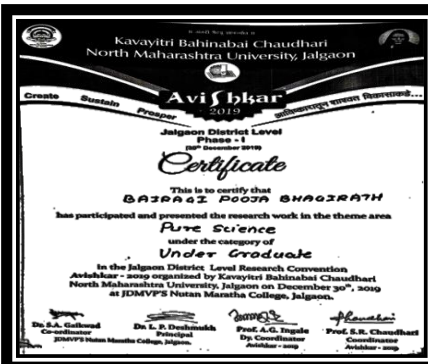 Kavayitri Bahinabai Chaudhari
North Maharashtra University, Jalgaon
Create Sustain Prosper
Avishkar
2019
Jalgaon District Level
Phase - I
(30th December 2019)
Certificate
This is to certify that
BAIRAGI POOJA BHAGIRATH
has participated and presented the research work in the theme area
Pure Science
under the category of
Under Graduate
In the Jalgaon District Level Research Convention
Avishkar - 2019 organized by Kavayitri Bahinabai Chaudhari
North Maharashtra University, Jalgaon on December 30th, 2019
at JDMVP'S Nutan Maratha College, Jalgaon.
Dr. S.A. Gaikwad Dr. L. P. Deshmukh Prof. A.G. Ingale Prof. S.R. Chaudhari
Co-ordinator Principal Dy. Coordinator Coordinator
JDMVP'S Nutan Maratha College, Jalgaon. Avishkar - 2019 Avishkar - 2019